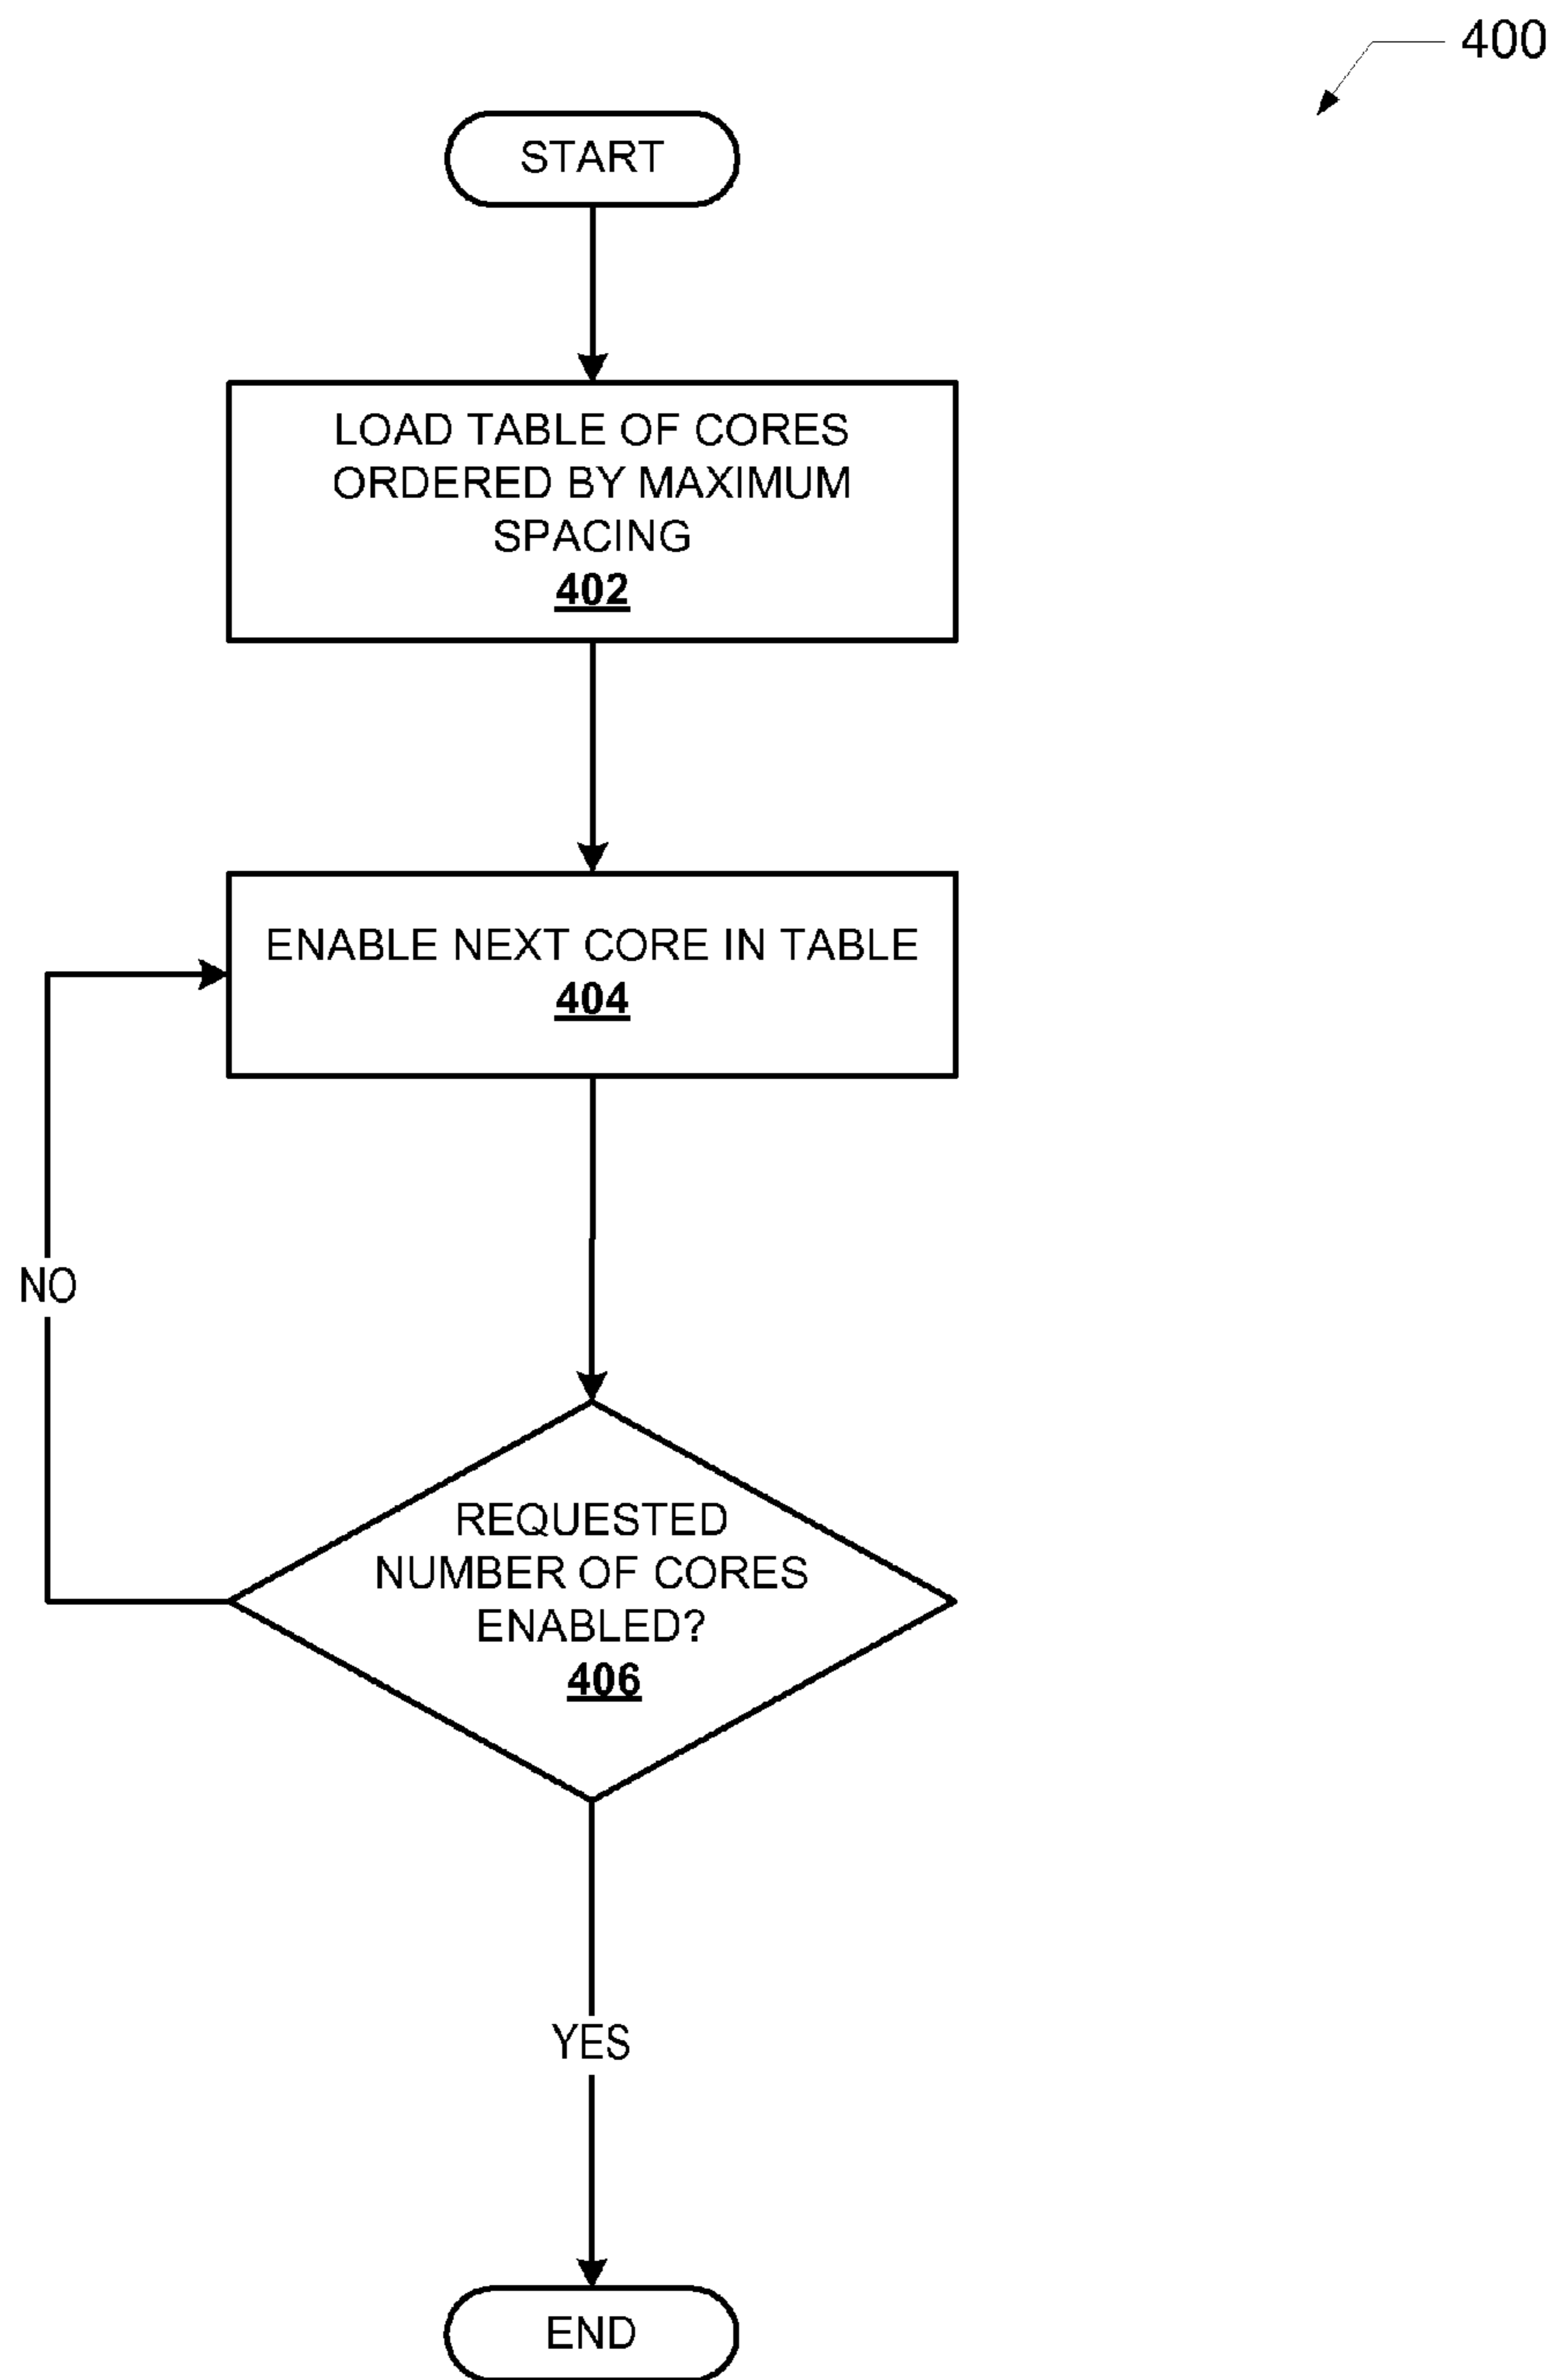 400
START
LOAD TABLE OF CORES
ORDERED BY MAXIMUM
SPACING
402
ENABLE NEXT CORE IN TABLE
404
NO
REQUESTED
NUMBER OF CORES
ENABLED?
406
YES
END